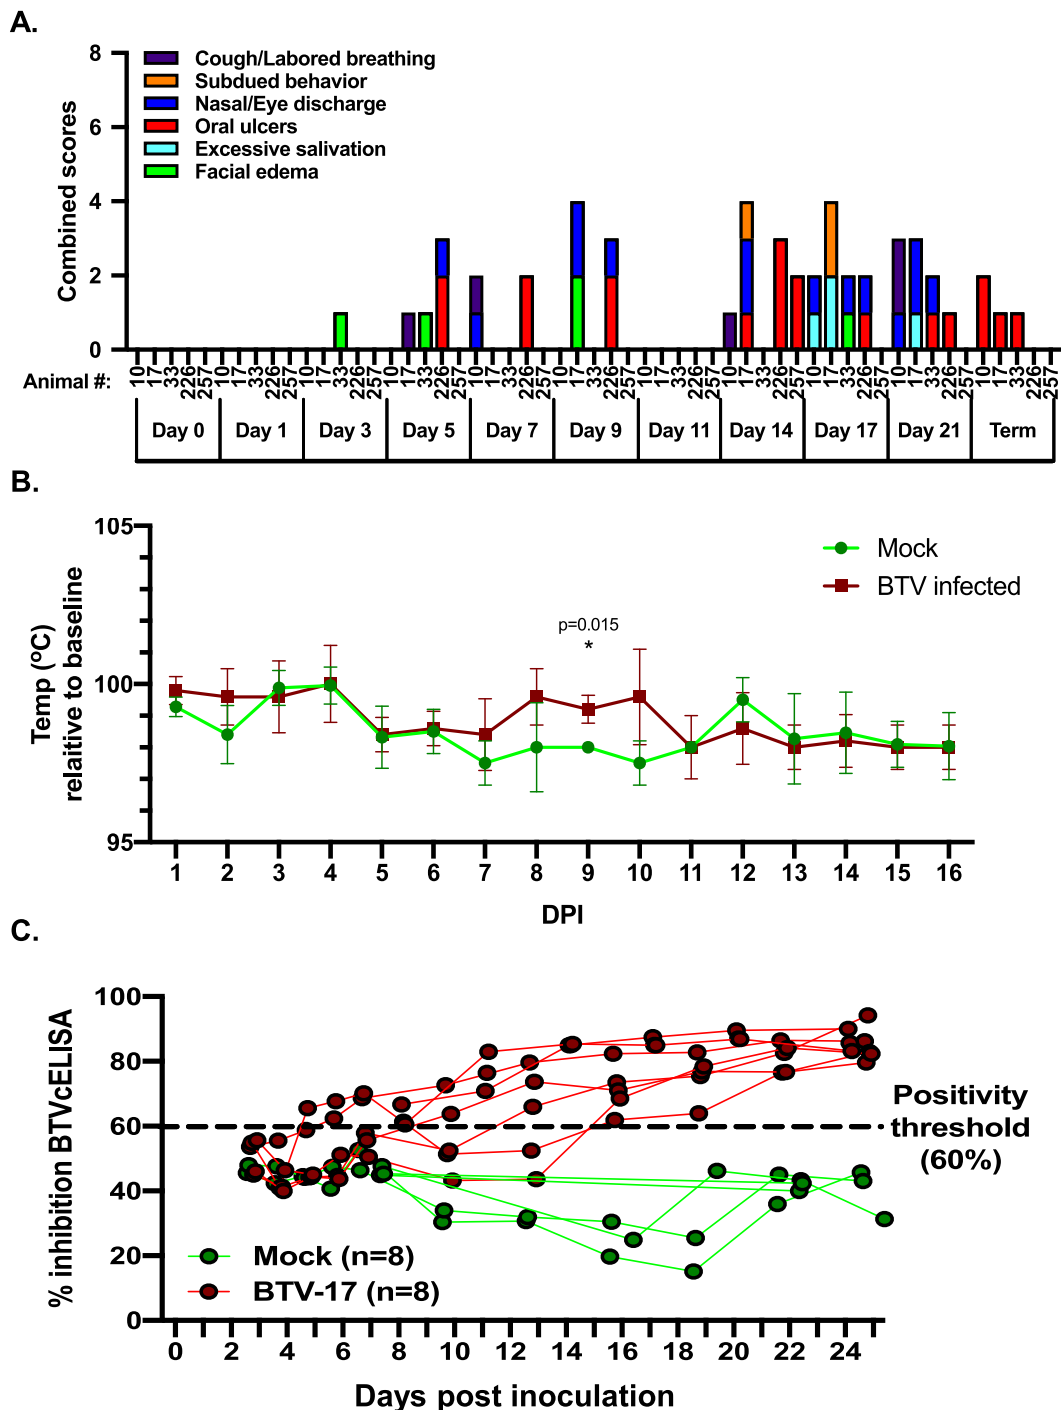 A.
8
6
4
2
0
Combined scores
Cough/Labored breathing
Subdued behavior
Nasal/Eye discharge
Oral ulcers
Excessive salivation
Facial edema
Animal #:
10 17 33 226 257 10 17 33 226 257 10 17 33 226 257 10 17 33 226 257 10 17 33 226 257 10 17 33 226 257 10 17 33 226 257 10 17 33 226 257 10 17 33 226 257 10 17 33 226 257 10 17 33 226 257
Day 0 Day 1 Day 3 Day 5 Day 7 Day 9 Day 11 Day 14 Day 17 Day 21 Term
B.
105
100
95
Temp (ºC)
relaitive to baseline
Mock
BTV infected
p=0.015
*
1 2 3 4 5 6 7 8 9 10 11 12 13 14 15 16
DPI
C.
100
80
60
40
20
0
% inhibition BTVcELISA
Positivity
threshold
(60%)
Mock (n=8)
BTV-17 (n=8)
0 2 4 6 8 10 12 14 16 18 20 22 24
Days post inoculation